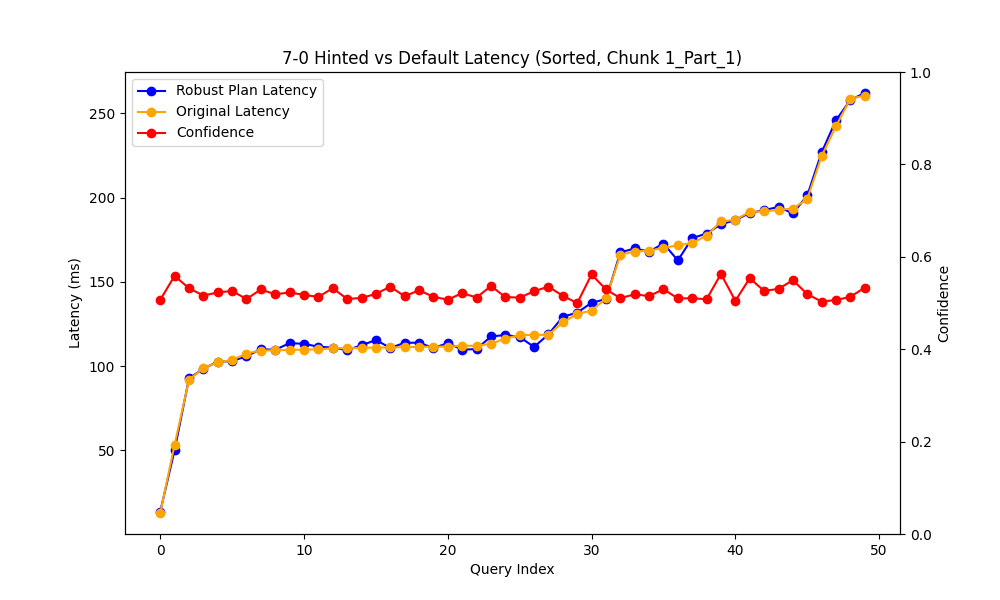 7-0 Hinted vs Default Latency (Sorted, Chunk 1_Part_1)
Robust Plan Latency
Original Latency
Confidence
250
200
150
100
50
Latency (ms)
1.0
0.8
0.6
0.4
0.2
0.0
Confidence
0 10 20 30 40 50
Query Index